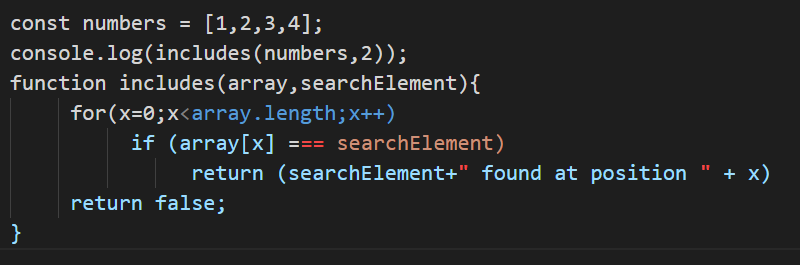 const numbers = [1,2,3,4];
console.log(includes(numbers,2));
function includes(array,searchElement){
    for(x=0;x<array.length;x++)
        if (array[x] === searchElement)
            return (searchElement+" found at position " + x)
    return false;
}